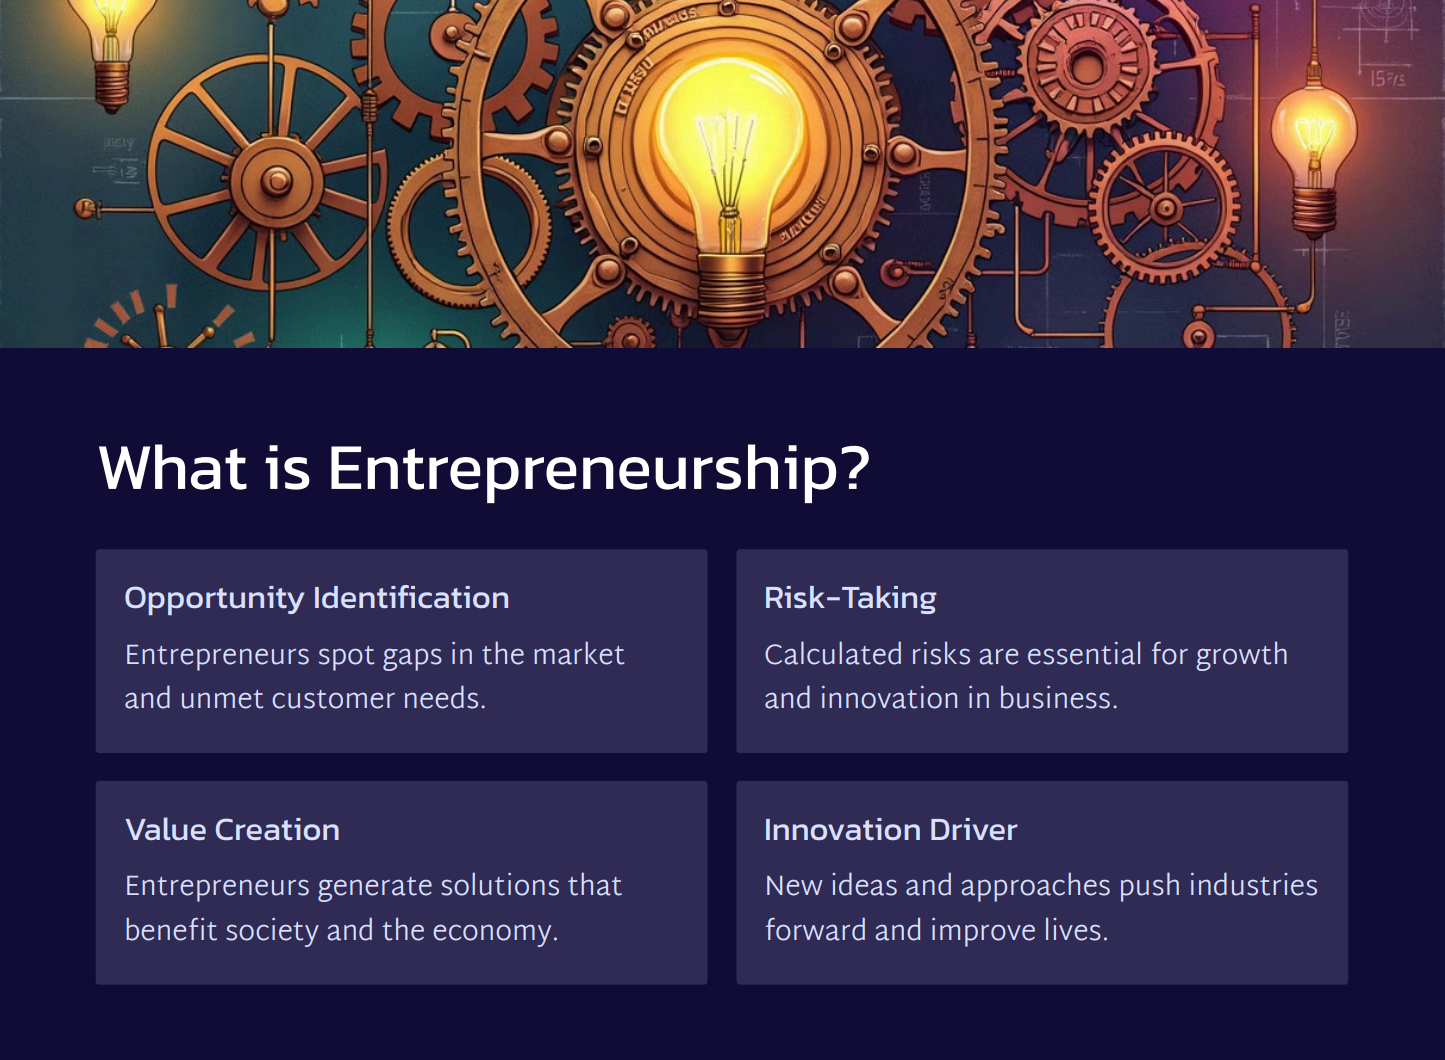 What is Entrepreneurship?
Opportunity Identification
Entrepreneurs spot gaps in the market
and unmet customer needs.
Risk-Taking
Calculated risks are essential for growth
and innovation in business.
Value Creation
Entrepreneurs generate solutions that
benefit society and the economy.
Innovation Driver
New ideas and approaches push industries
forward and improve lives.